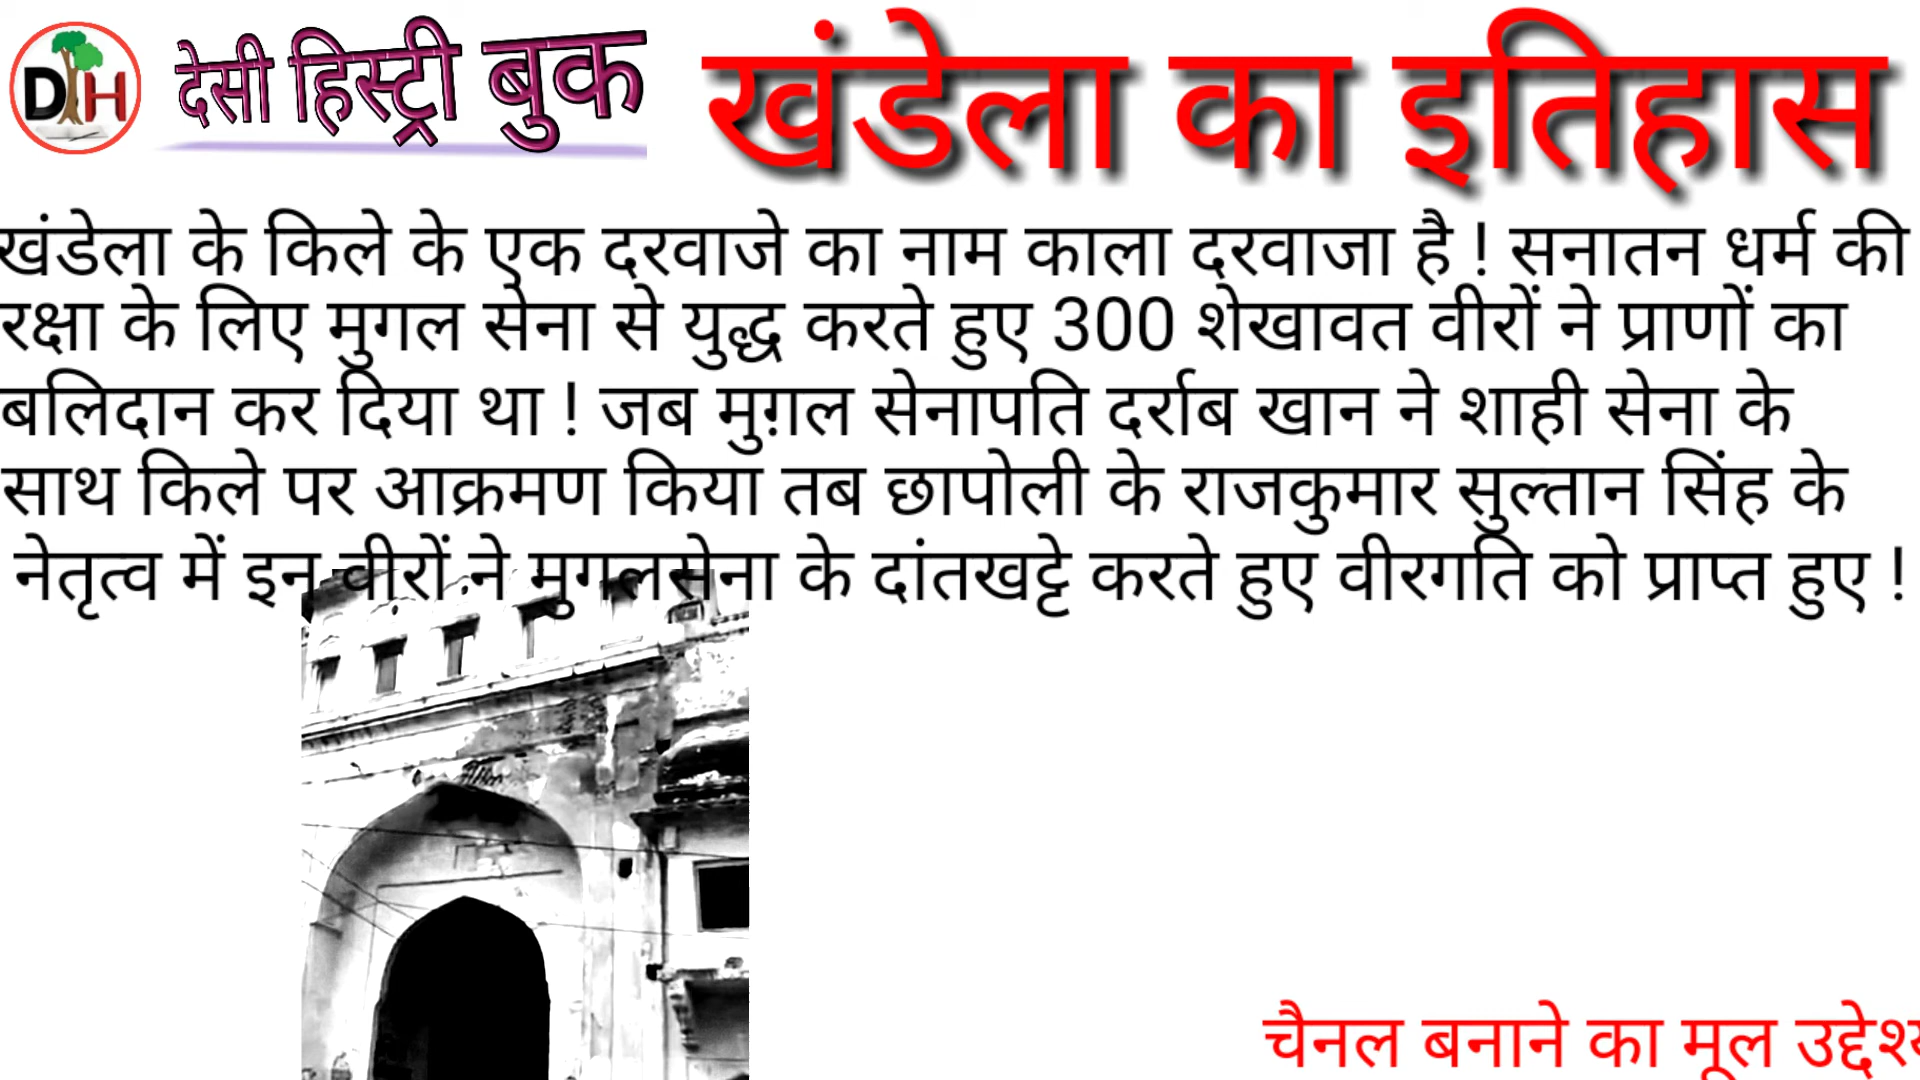 DH
देसी हिस्ट्री बुक
खंडेला का इतिहास
खंडेला के किले के एक दरवाजे का नाम काला दरवाजा है ! सनातन धर्म की
रक्षा के लिए मुगल सेना से युद्ध करते हुए 300 शेखावत वीरों ने प्राणों का
बलिदान कर दिया था ! जब मुग़ल सेनापति दर्राब खान ने शाही सेना के
साथ किले पर आक्रमण किया तब छापोली के राजकुमार सुल्तान सिंह के
नेतृत्व में इन वीरों ने मुगलसेना के दांतखट्टे करते हुए वीरगति को प्राप्त हुए !
चैनल बनाने का मूल